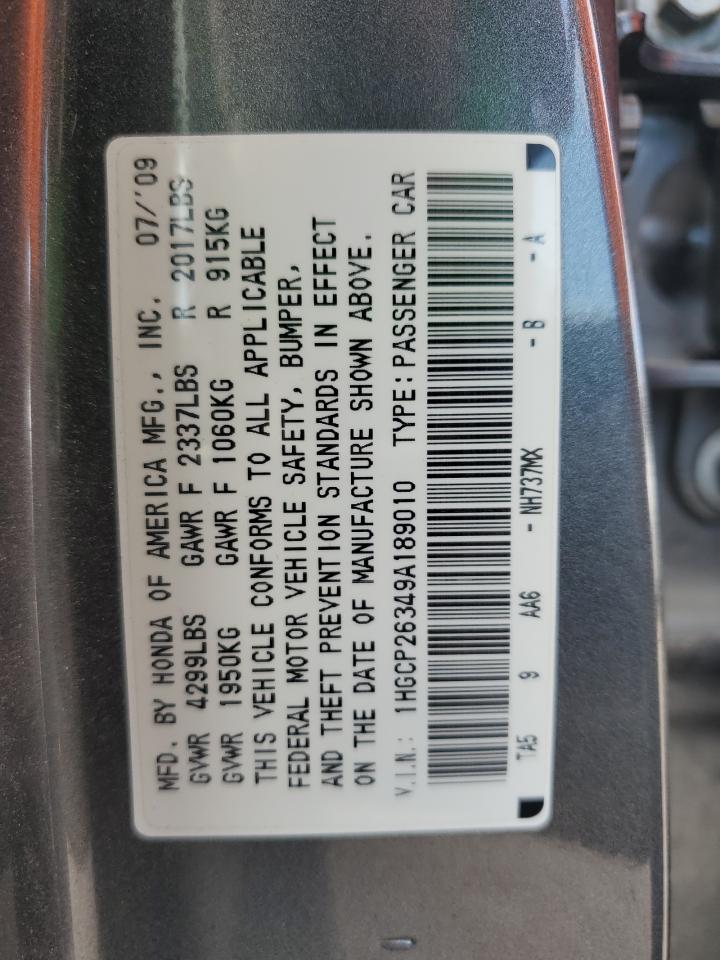 MFD. BY HONDA OF AMERICA MFG., INC. 07/'09
GVWR 4299LBS GAWR F 2337LBS R 2017LBS
GVWR 1950KG GAWR F 1060KG R 915KG
THIS VEHICLE CONFORMS TO ALL APPLICABLE
FEDERAL MOTOR VEHICLE SAFETY, BUMPER,
AND THEFT PREVENTION STANDARDS IN EFFECT
ON THE DATE OF MANUFACTURE SHOWN ABOVE.
V.I.N.: 1HGCP26349A189010 TYPE:PASSENGER CAR
TA5 9 AA6 - NH737MX -B -A